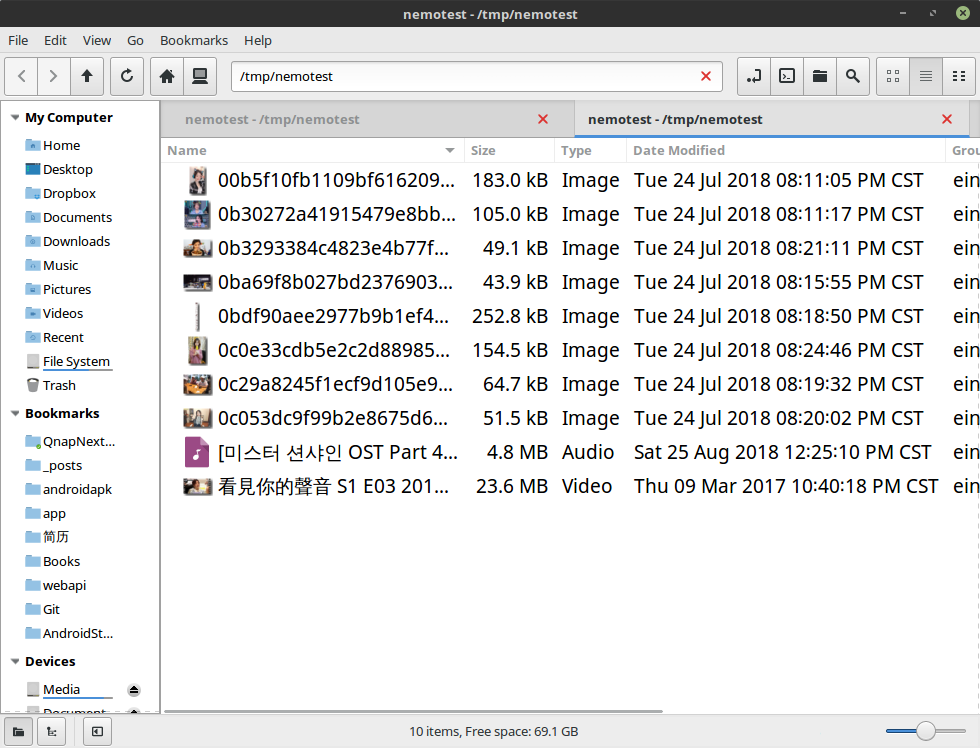 nemotest - /tmp/nemotest
File Edit View Go Bookmarks Help
/tmp/nemotest
My Computer
Home
Desktop
Dropbox
Documents
Downloads
Music
Pictures
Videos
Recent
File System
Trash
Bookmarks
QnapNext...
_posts
androidapk
app
简历
Books
webapi
Git
AndroidSt...
Devices
Media
nemotest - /tmp/nemotest nemotest - /tmp/nemotest
Name Size Type Date Modified Grou
00b5f10fb1109bf616209... 183.0 kB Image Tue 24 Jul 2018 08:11:05 PM CST ein
0b30272a41915479e8bb... 105.0 kB Image Tue 24 Jul 2018 08:11:17 PM CST ein
0b3293384c4823e4b77f... 49.1 kB Image Tue 24 Jul 2018 08:21:11 PM CST ein
0ba69f8b027bd2376903... 43.9 kB Image Tue 24 Jul 2018 08:15:55 PM CST ein
0bdf90aee2977b9b1ef4... 252.8 kB Image Tue 24 Jul 2018 08:18:50 PM CST ein
0c0e33cdb5e2c2d88985... 154.5 kB Image Tue 24 Jul 2018 08:24:46 PM CST ein
0c29a8245f1ecf9d105e9... 64.7 kB Image Tue 24 Jul 2018 08:19:32 PM CST ein
0c053dc9f99b2e8675d6... 51.5 kB Image Tue 24 Jul 2018 08:20:02 PM CST ein
[미스터 션샤인 OST Part 4... 4.8 MB Audio Sat 25 Aug 2018 12:25:10 PM CST ein
看見你的聲音 S1 E03 201... 23.6 MB Video Thu 09 Mar 2017 10:40:18 PM CST ein
10 items, Free space: 69.1 GB